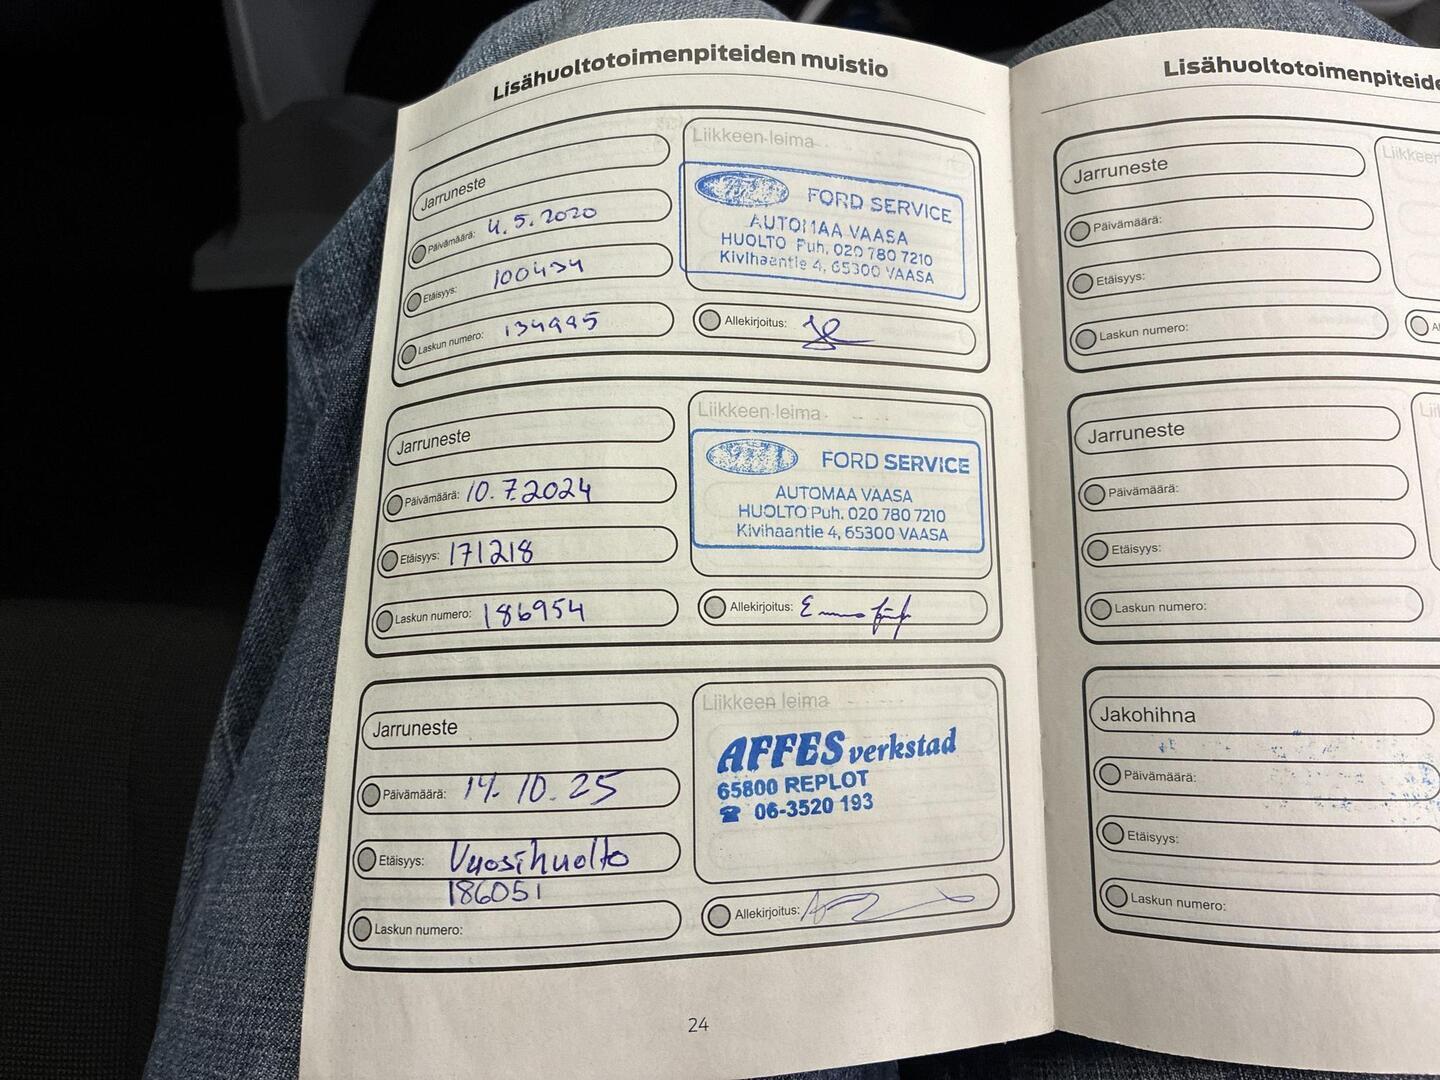 Lisähuoltotoimenpiteiden muistio
Jarruneste
Päivämäärä: 4.5.2020
Etäisyys: 100434
Laskun numero: 134995
Liikkeen leima
FORD SERVICE
AUTOMAA VAASA
HUOLTO Puh. 020 780 7210
Kivihaantie 4, 65300 VAASA
Allekirjoitus:
Jarruneste
Päivämäärä: 10.7.2024
Etäisyys: 171218
Laskun numero: 186954
Liikkeen leima
FORD SERVICE
AUTOMAA VAASA
HUOLTO Puh. 020 780 7210
Kivihaantie 4, 65300 VAASA
Allekirjoitus:
Jarruneste
Päivämäärä: 14.10.25
Etäisyys: Vuosihuolto
186051
Laskun numero:
Liikkeen leima
AFFES verkstad
65800 REPLOT
☎ 06-3520 193
Allekirjoitus:
24
Lisähuoltotoimenpiteide
Jarruneste
Päivämäärä:
Etäisyys:
Laskun numero:
Liikkeen
Al
Jarruneste
Päivämäärä:
Etäisyys:
Laskun numero:
Jakohihna
Päivämäärä:
Etäisyys:
Laskun numero: